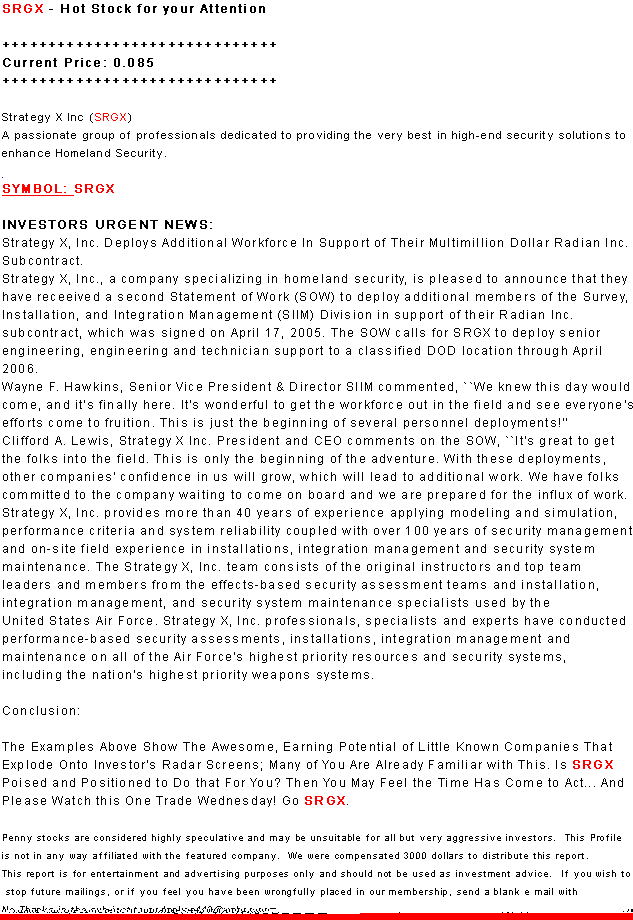 SRGX - Hot Stock for your Attention
++++++++++++++++++++++++++++++
Current Price: 0.085
++++++++++++++++++++++++++++++
Strategy X Inc (SRGX)
A passionate group of professionals dedicated to providing the very best in high-end security solutions to
enhance Homeland Security.
.
SYMBOL: SRGX
INVESTORS URGENT NEWS:
Strategy X, Inc. Deploys Additional Workforce In Support of Their Multimillion Dollar Radian Inc.
Subcontract.
Strategy X, Inc., a company specializing in homeland security, is pleased to announce that they
have receeived a second Statement of Work (SOW) to deploy additional members of the Survey,
Installation, and Integration Management (SIIM) Division in support of their Radian Inc.
subcontract, which was signed on April 17, 2005. The SOW calls for SRGX to deploy senior
engineering, engineering and technician support to a classified DOD location through April
2006.
Wayne F. Hawkins, Senior Vice President & Director SIIM commented, ``We knew this day would
come, and it's finally here. It's wonderful to get the workforce out in the field and see everyone's
efforts come to fruition. This is just the beginning of several personnel deployments!''
Clifford A. Lewis, Strategy X Inc. President and CEO comments on the SOW, ``It's great to get
the folks into the field. This is only the beginning of the adventure. With these deployments,
other companies' confidence in us will grow, which will lead to additional work. We have folks
committed to the company waiting to come on board and we are prepared for the influx of work.
Strategy X, Inc. provides more than 40 years of experience applying modeling and simulation,
performance criteria and system reliability coupled with over 100 years of security management
and on-site field experience in installations, integration management and security system
maintenance. The Strategy X, Inc. team consists of the original instructors and top team
leaders and members from the effects-based security assessment teams and installation,
integration management, and security system maintenance specialists used by the
United States Air Force. Strategy X, Inc. professionals, specialists and experts have conducted
performance-based security assessments, installations, integration management and
maintenance on all of the Air Force's highest priority resources and security systems,
including the nation's highest priority weapons systems.
Conclusion:
The Examples Above Show The Awesome, Earning Potential of Little Known Companies That
Explode Onto Investor's Radar Screens; Many of You Are Already Familiar with This. Is SRGX
Poised and Positioned to Do that For You? Then You May Feel the Time Has Come to Act... And
Please Watch this One Trade Wednesday! Go SRGX.
Penny stocks are considered highly speculative and may be unsuitable for all but very aggressive investors. This Profile
is not in any way affiliated with the featured company. We were compensated 3000 dollars to distribute this report.
This report is for entertainment and advertising purposes only and should not be used as investment advice. If you wish to
stop future mailings, or if you feel you have been wrongfully placed in our membership, send a blank e mail with